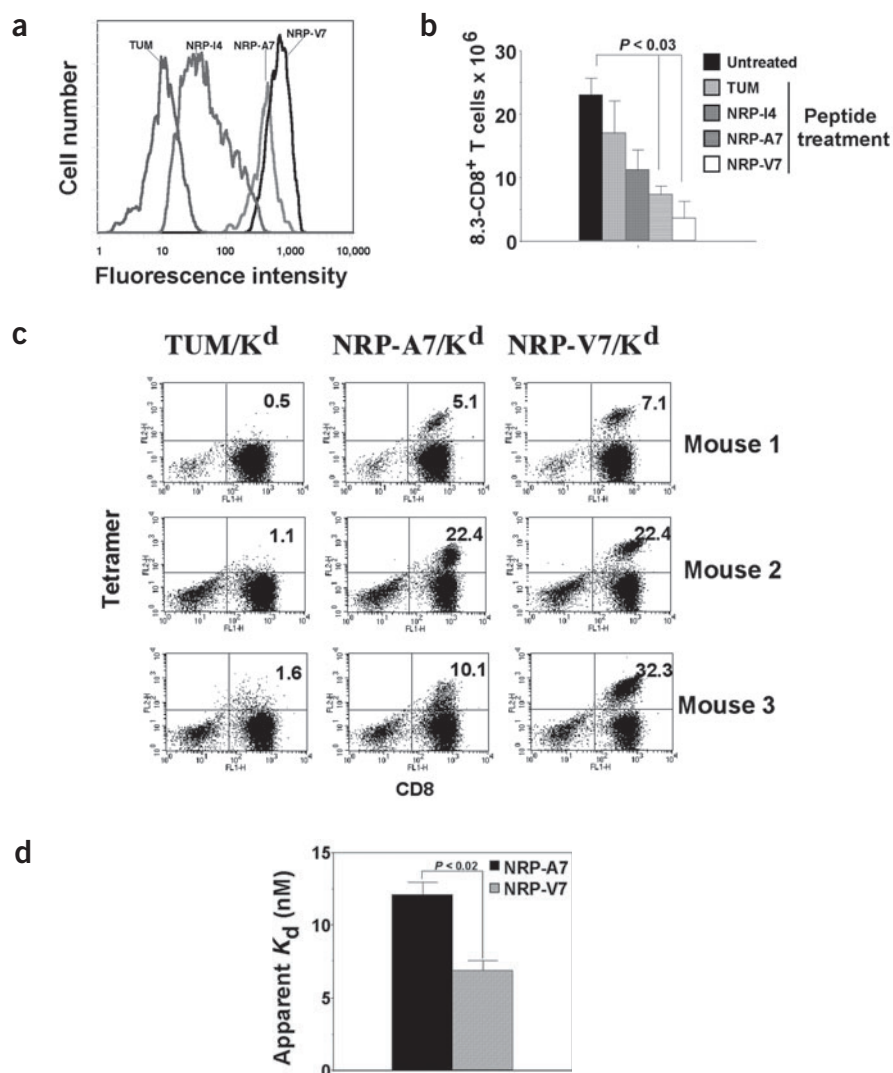 a
TUM
NRP-I4
NRP-A7
NRP-V7
Cell number
1 10 100 1,000 10,000
Fluorescence intensity
b
30
20
10
0
8.3-CD8+ T cells x 10^6
P < 0.03
Untreated
TUM
NRP-I4
NRP-A7
NRP-V7
Peptide
treatment
c
TUM/Kd NRP-A7/Kd NRP-V7/Kd
0.5 5.1 7.1
Mouse 1
1.1 22.4 22.4
Mouse 2
1.6 10.1 32.3
Mouse 3
Tetramer
FL2-H
FL1-H
CD8
d
15
10
5
0
Apparent Kd (nM)
P < 0.02
NRP-A7
NRP-V7